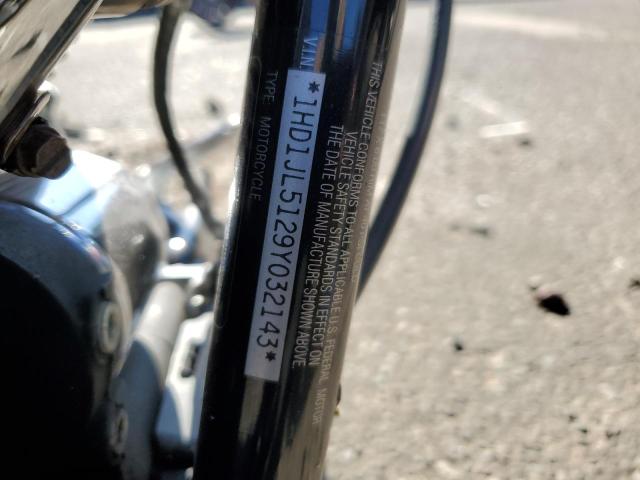 THIS VEHICLE CONFORMS TO ALL APPLICABLE U.S. FEDERAL MOTOR
VEHICLE SAFETY STANDARDS IN EFFECT ON
THE DATE OF MANUFACTURE SHOWN ABOVE
VIN:
*1HD1JL5129Y032143*
TYPE: MOTORCYCLE